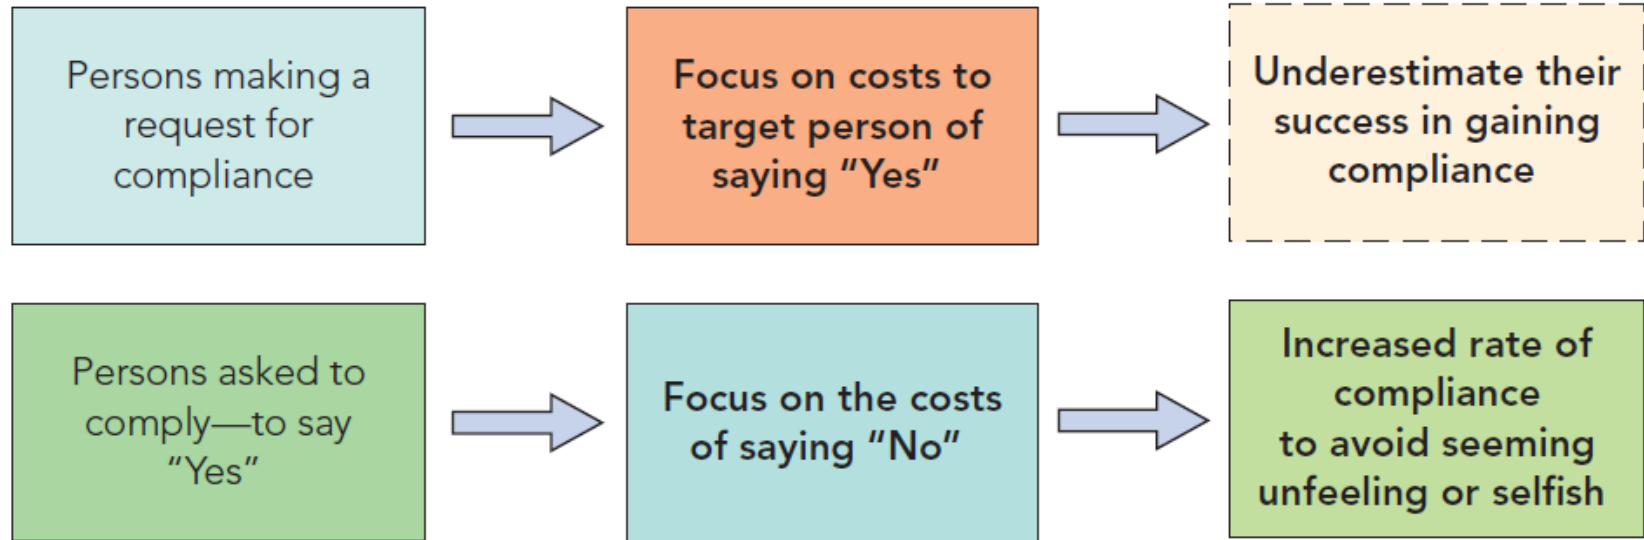 Persons making a
request for
compliance
Focus on costs to
target person of
saying “Yes”
Underestimate their
success in gaining
compliance
Persons asked to
comply—to say
“Yes”
Focus on the costs
of saying “No”
Increased rate of
compliance
to avoid seeming
unfeeling or selfish